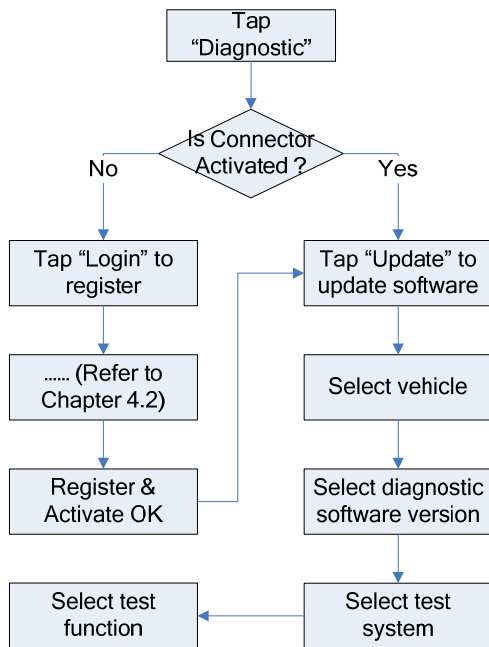 Tap
“Diagnostic”
Is Connector
Activated ?
No
Yes
Tap “Login” to
register
Tap “Update” to
update software
...... (Refer to
Chapter 4.2)
Select vehicle
Register &
Activate OK
Select diagnostic
software version
Select test
function
Select test
system